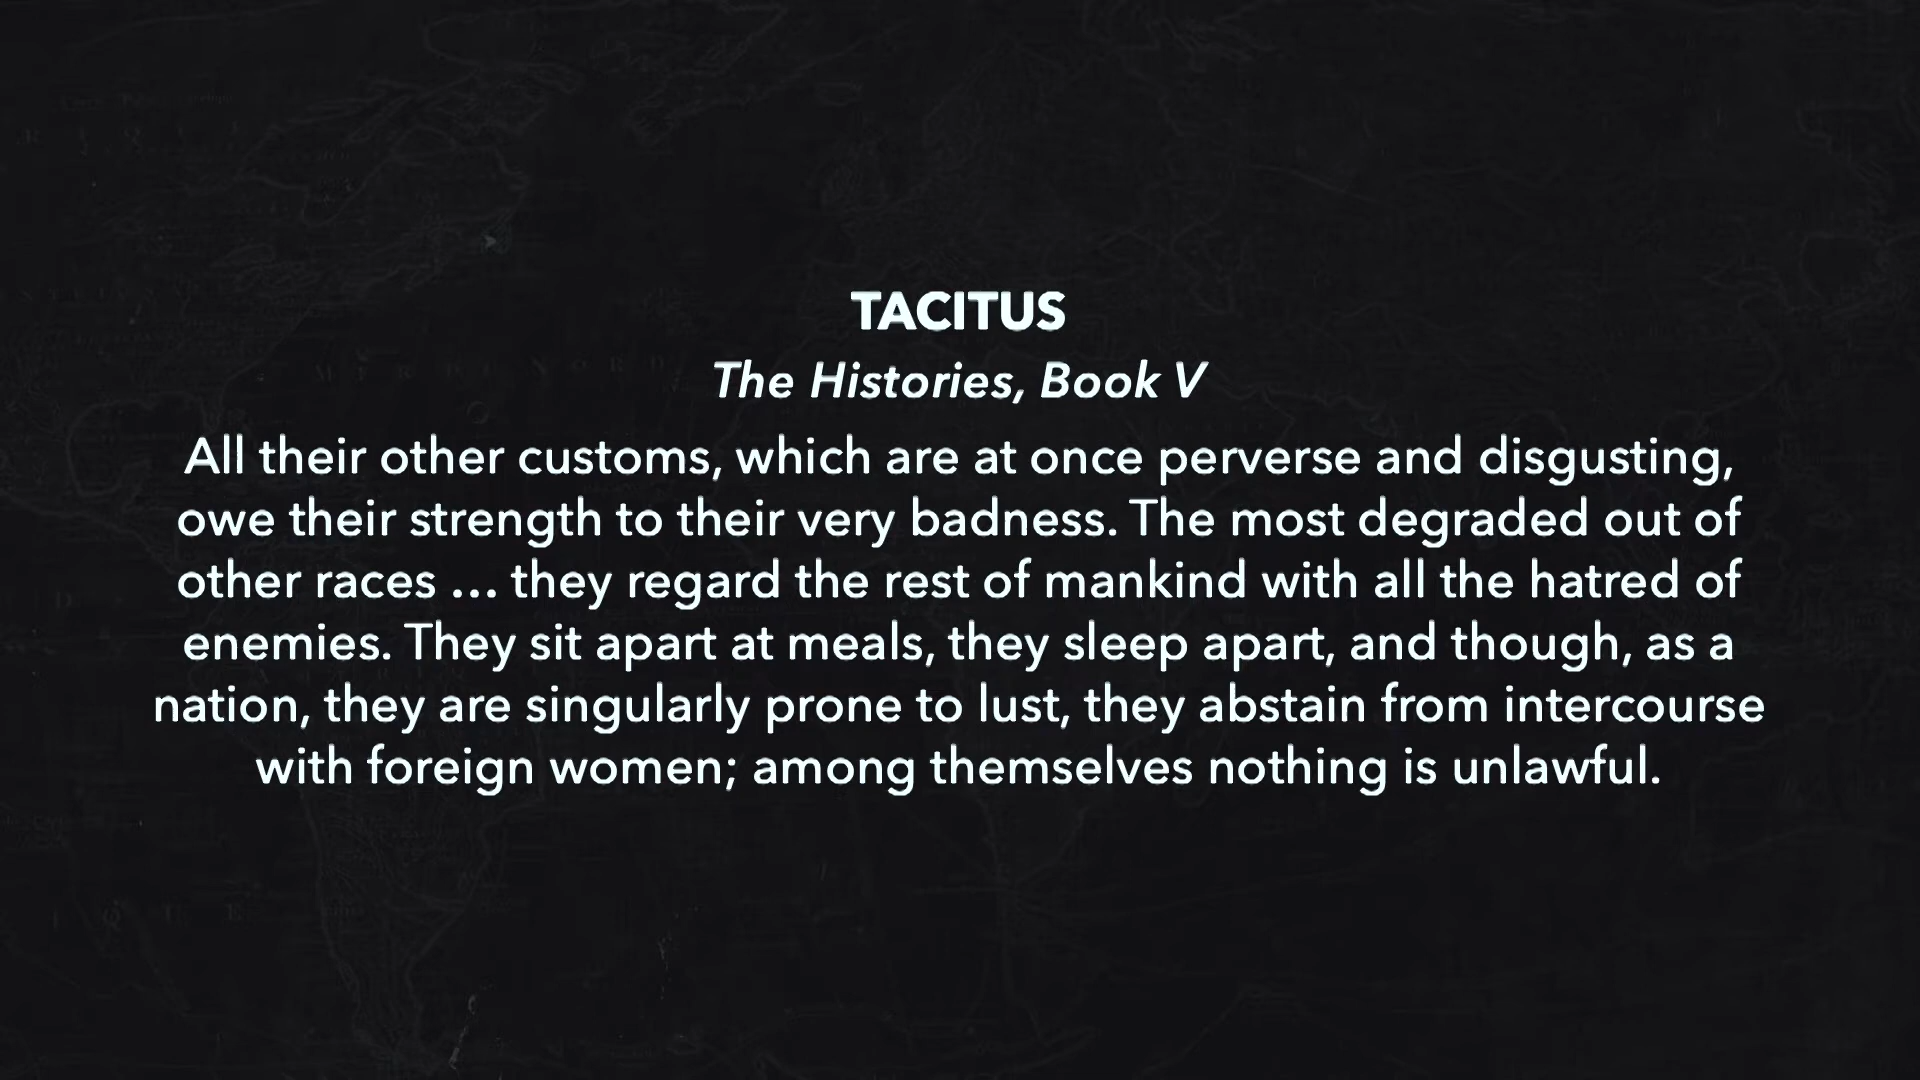 TACITUS
The Histories, Book V
All their other customs, which are at once perverse and disgusting,
owe their strength to their very badness. The most degraded out of
other races ... they regard the rest of mankind with all the hatred of
enemies. They sit apart at meals, they sleep apart, and though, as a
nation, they are singularly prone to lust, they abstain from intercourse
with foreign women; among themselves nothing is unlawful.